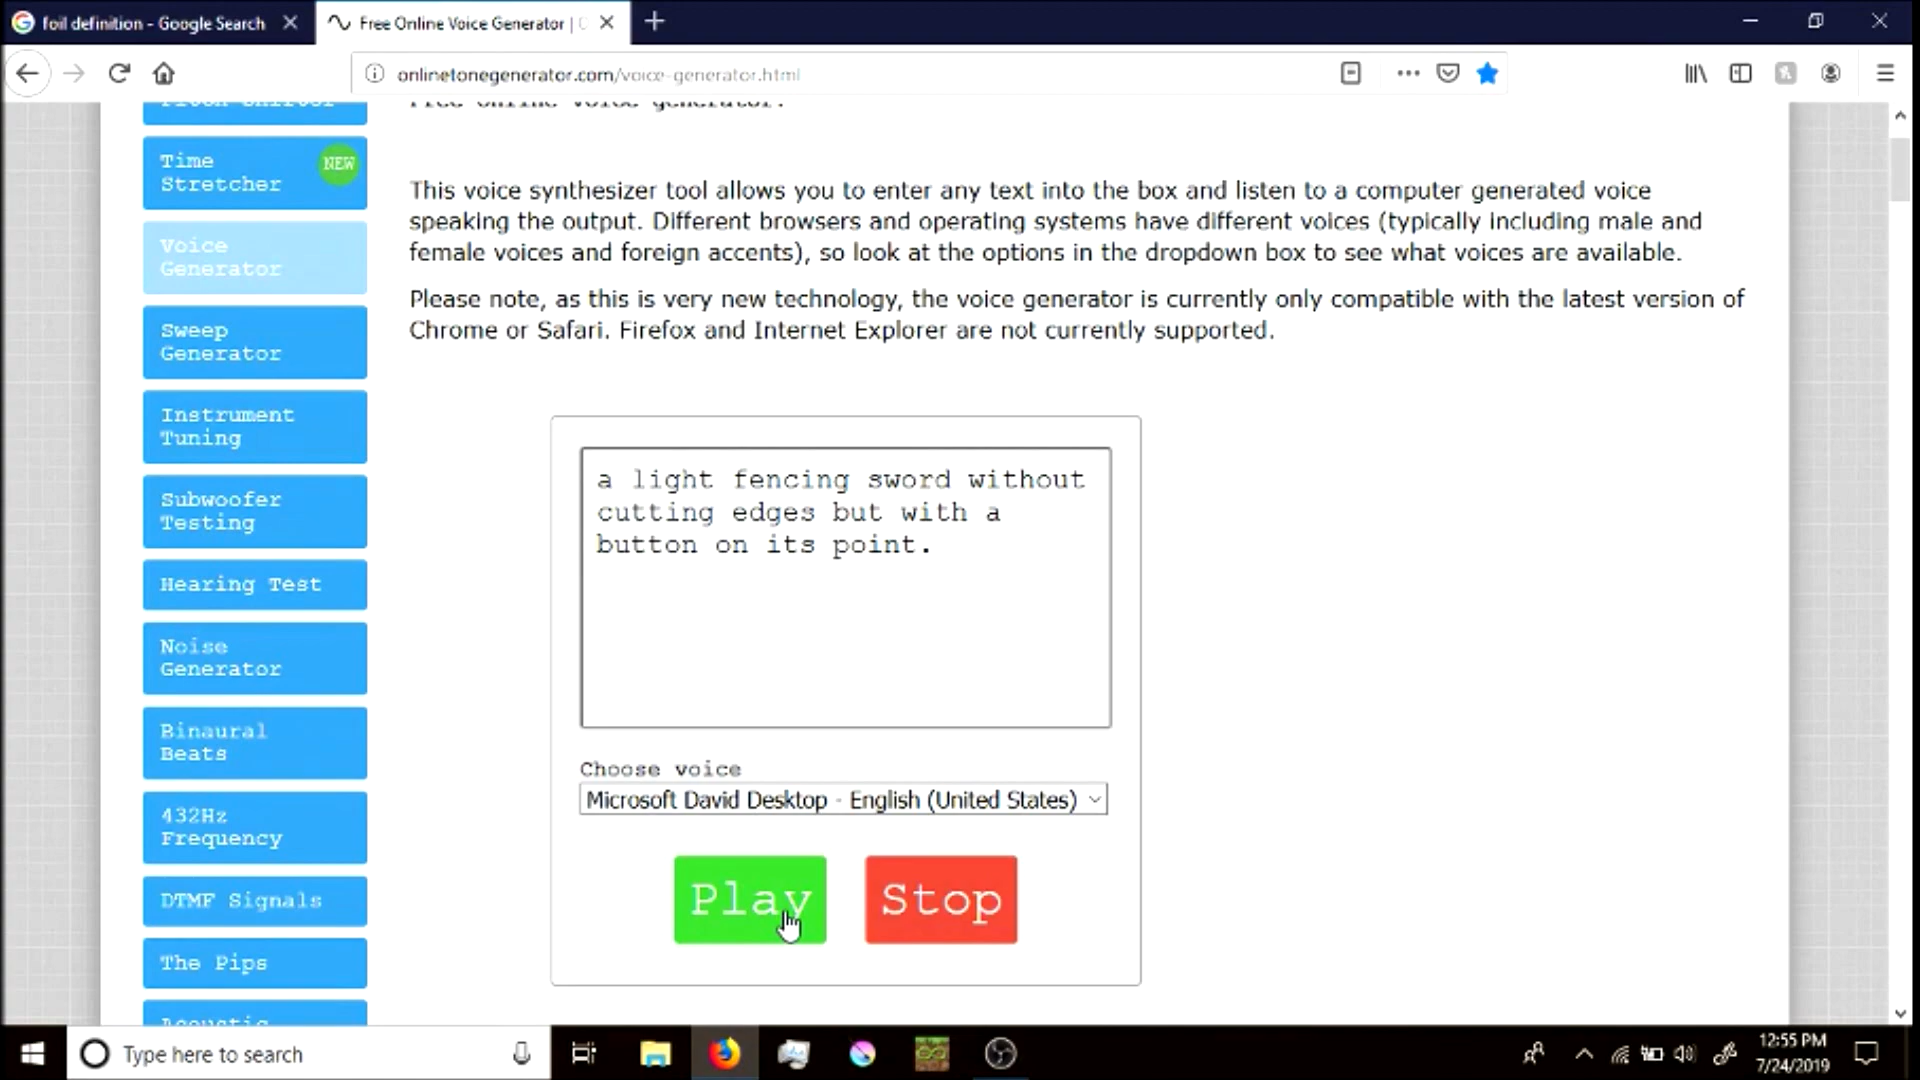 foil definition - Google Search
Free Online Voice Generator |
onlinetonegenerator.com/voice-generator.html
Free online voice generator.
Time
Stretcher
NEW
Voice
Generator
Sweep
Generator
Instrument
Tuning
Subwoofer
Testing
Hearing Test
Noise
Generator
Binaural
Beats
432Hz
Frequency
DTMF Signals
The Pips
Acoustic
This voice synthesizer tool allows you to enter any text into the box and listen to a computer generated voice
speaking the output. Different browsers and operating systems have different voices (typically including male and
female voices and foreign accents), so look at the options in the dropdown box to see what voices are available.
Please note, as this is very new technology, the voice generator is currently only compatible with the latest version of
Chrome or Safari. Firefox and Internet Explorer are not currently supported.
a light fencing sword without
cutting edges but with a
button on its point.
Choose voice
Microsoft David Desktop - English (United States)
Play
Stop
Type here to search
12:55 PM
7/24/2019